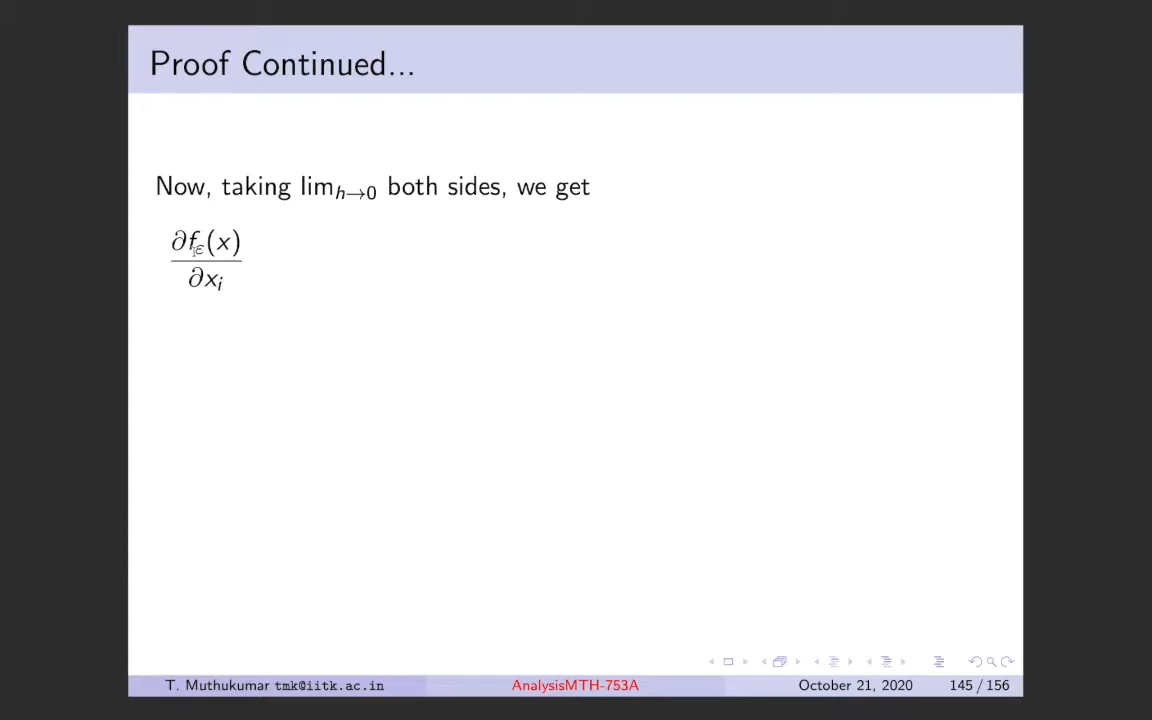 Proof Continued...
Now, taking lim_{h→0} both sides, we get
∂f_ε(x)
∂x_i
T. Muthukumar tmk@iitk.ac.in AnalysisMTH-753A October 21, 2020 145 / 156